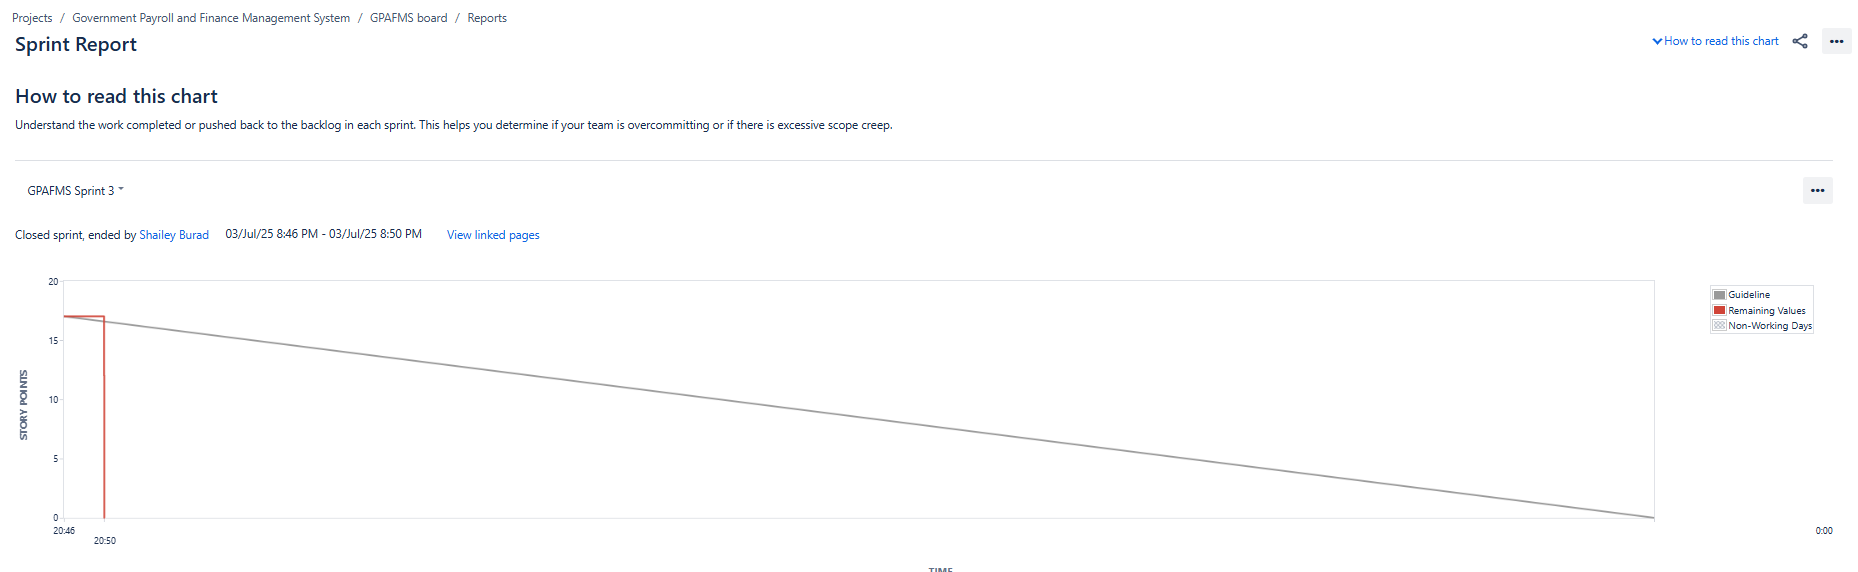 Projects / Government Payroll and Finance Management System / GPAFMS board / Reports
Sprint Report
How to read this chart
How to read this chart
Understand the work completed or pushed back to the backlog in each sprint. This helps you determine if your team is overcommitting or if there is excessive scope creep.
GPAFMS Sprint 3
Closed sprint, ended by Shailey Burad 03/Jul/25 8:46 PM - 03/Jul/25 8:50 PM View linked pages
20
15
10
5
0
STORY POINTS
20:46
20:50
0:00
TIME
Guideline
Remaining Values
Non-Working Days